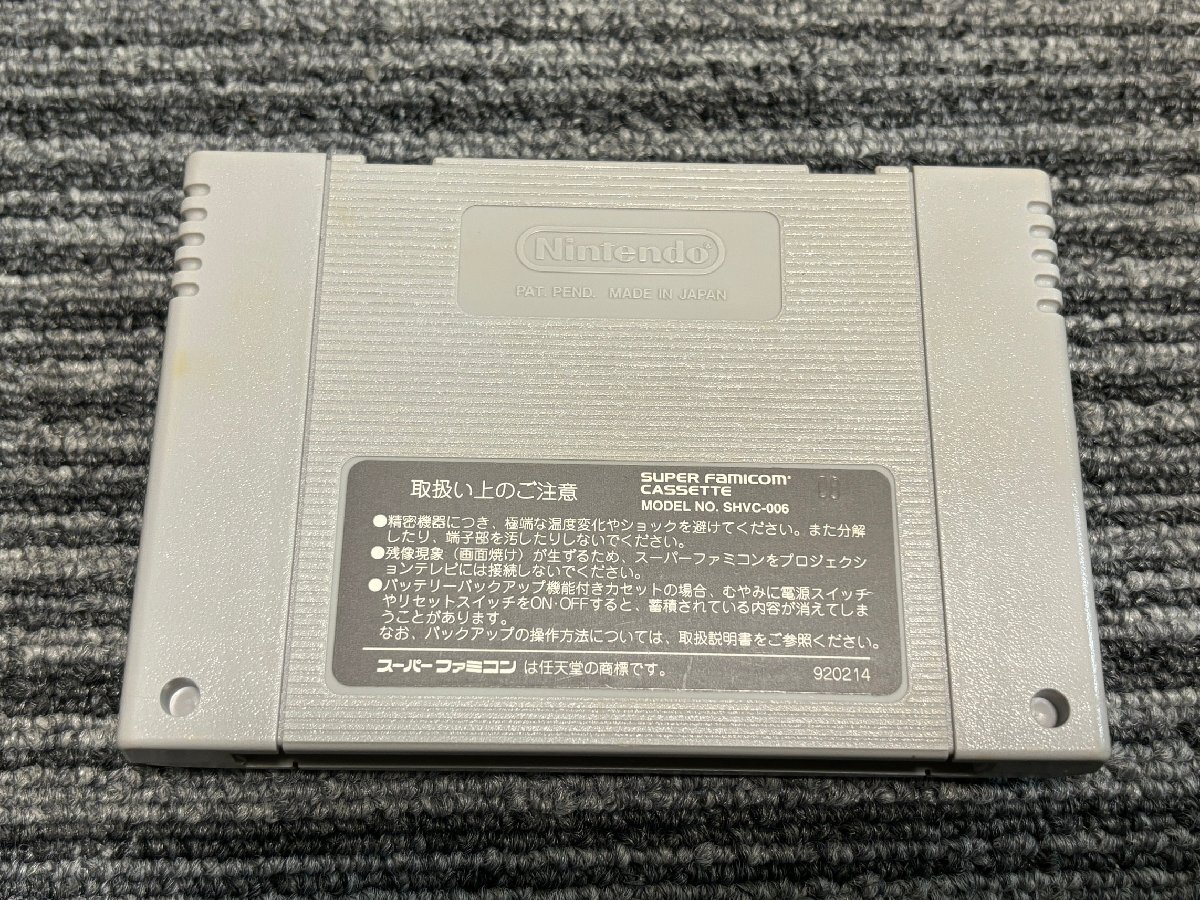 Nintendo
PAT. PEND. MADE IN JAPAN
取扱い上のご注意
SUPER FAMICOM
CASSETTE
MODEL NO. SHVC-006
●精密機器につき、極端な温度変化やショックを避けてください。また分解
したり、端子部を汚したりしないでください。
●残像現象（画面焼け）が生ずるため、スーパーファミコンをプロジェクシ
ョンテレビには接続しないでください。
●バッテリーバックアップ機能付きカセットの場合、むやみに電源スイッチ
やリセットスイッチをON·OFFすると、蓄積されている内容が消えてしま
うことがあります。
なお、バックアップの操作方法については、取扱説明書をご参照ください。
スーパーファミコン は任天堂の商標です。
920214